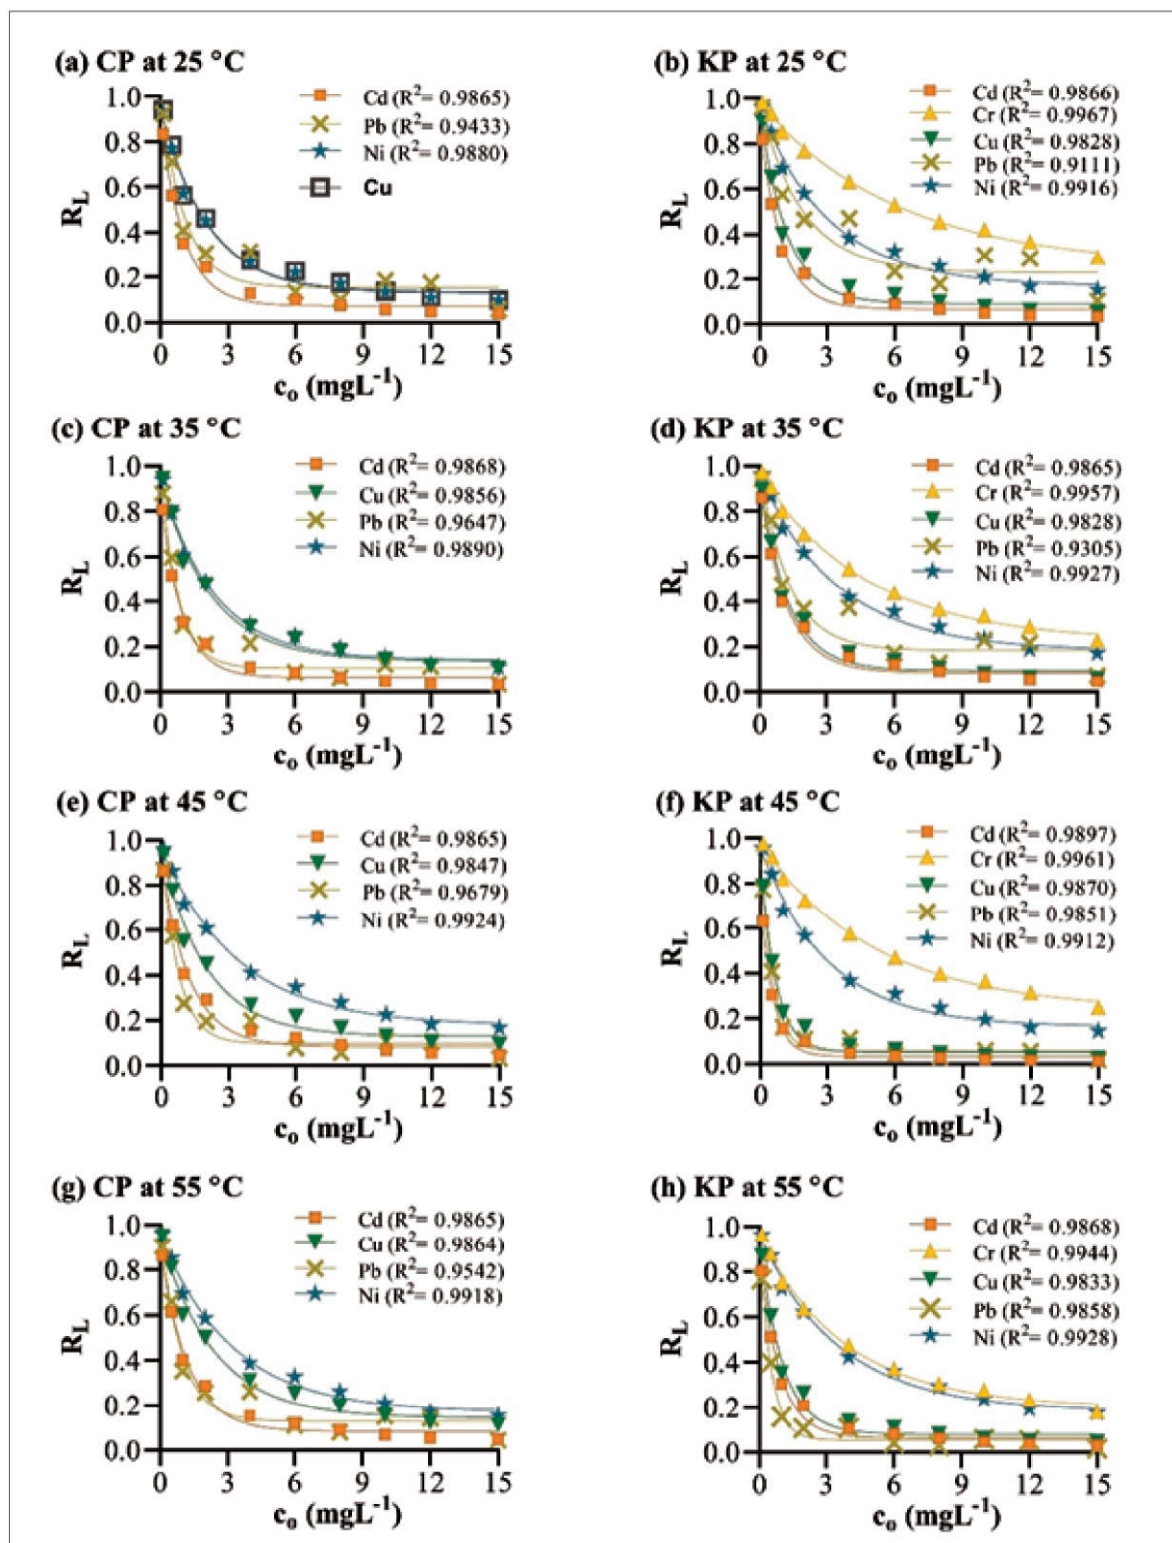 (a) CP at 25 °C
Cd (R²= 0.9865)
Pb (R²= 0.9433)
Ni (R²= 0.9880)
Cu
R_L
1.0
0.8
0.6
0.4
0.2
0.0
0 3 6 9 12 15
c_o (mgL⁻¹)
(b) KP at 25 °C
Cd (R²= 0.9866)
Cr (R²= 0.9967)
Cu (R²= 0.9828)
Pb (R²= 0.9111)
Ni (R²= 0.9916)
R_L
1.0
0.8
0.6
0.4
0.2
0.0
0 3 6 9 12 15
c_o (mgL⁻¹)
(c) CP at 35 °C
Cd (R²= 0.9868)
Cu (R²= 0.9856)
Pb (R²= 0.9647)
Ni (R²= 0.9890)
R_L
1.0
0.8
0.6
0.4
0.2
0.0
0 3 6 9 12 15
c_o (mgL⁻¹)
(d) KP at 35 °C
Cd (R²= 0.9865)
Cr (R²= 0.9957)
Cu (R²= 0.9828)
Pb (R²= 0.9305)
Ni (R²= 0.9927)
R_L
1.0
0.8
0.6
0.4
0.2
0.0
0 3 6 9 12 15
c_o (mgL⁻¹)
(e) CP at 45 °C
Cd (R²= 0.9865)
Cu (R²= 0.9847)
Pb (R²= 0.9679)
Ni (R²= 0.9924)
R_L
1.0
0.8
0.6
0.4
0.2
0.0
0 3 6 9 12 15
c_o (mgL⁻¹)
(f) KP at 45 °C
Cd (R²= 0.9897)
Cr (R²= 0.9961)
Cu (R²= 0.9870)
Pb (R²= 0.9851)
Ni (R²= 0.9912)
R_L
1.0
0.8
0.6
0.4
0.2
0.0
0 3 6 9 12 15
c_o (mgL⁻¹)
(g) CP at 55 °C
Cd (R²= 0.9865)
Cu (R²= 0.9864)
Pb (R²= 0.9542)
Ni (R²= 0.9918)
R_L
1.0
0.8
0.6
0.4
0.2
0.0
0 3 6 9 12 15
c_o (mgL⁻¹)
(h) KP at 55 °C
Cd (R²= 0.9868)
Cr (R²= 0.9944)
Cu (R²= 0.9833)
Pb (R²= 0.9858)
Ni (R²= 0.9928)
R_L
1.0
0.8
0.6
0.4
0.2
0.0
0 3 6 9 12 15
c_o (mgL⁻¹)